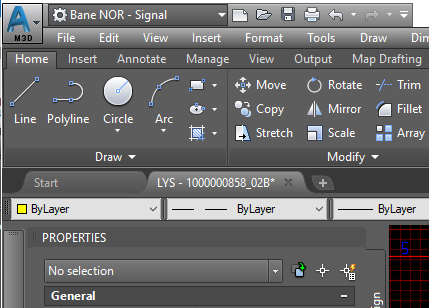 A
M3D
Bane NOR - Signal
File Edit View Insert Format Tools Draw
Home Insert Annotate Manage View Output Map Drafting
Line Polyline Circle Arc
Move Rotate Trim
Copy Mirror Fillet
Stretch Scale Array
Draw Modify
Start LYS - 1000000858_02B*
ByLayer ByLayer ByLayer
PROPERTIES
No selection
General
5